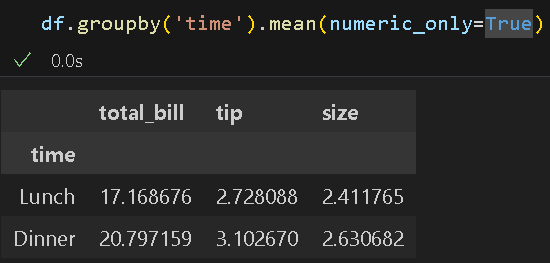 df.groupby('time').mean(numeric_only=True)
0.0s
total_bill tip size
time
Lunch 17.168676 2.728088 2.411765
Dinner 20.797159 3.102670 2.630682